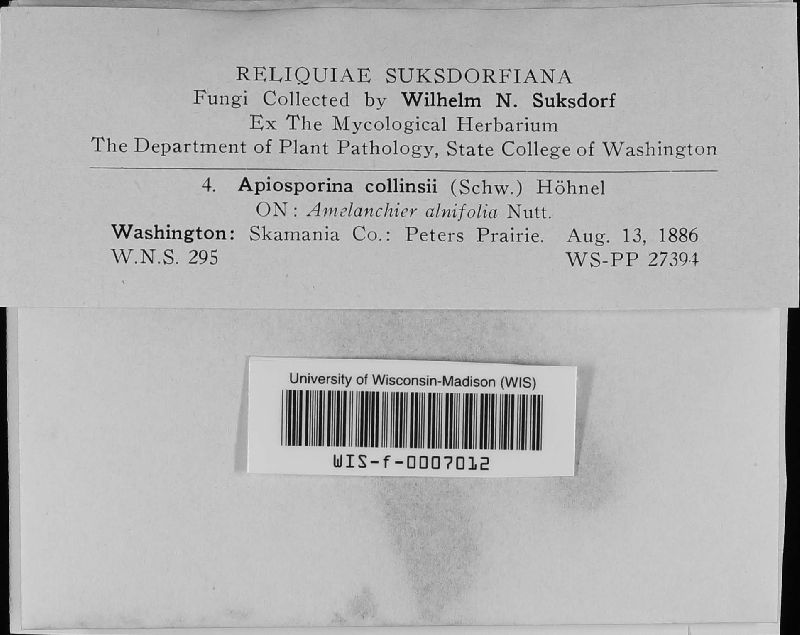 RELIQUIAE SUKSDORFIANA
Fungi Collected by Wilhelm N. Suksdorf
Ex The Mycological Herbarium
The Department of Plant Pathology, State College of Washington
4. Apiosporina collinsii (Schw.) Höhnel
ON: Amelanchier alnifolia Nutt.
Washington: Skamania Co.: Peters Prairie. Aug. 13, 1886
W.N.S. 295 WS-PP 27394
University of Wisconsin-Madison (WIS)
WIS-f-0007012